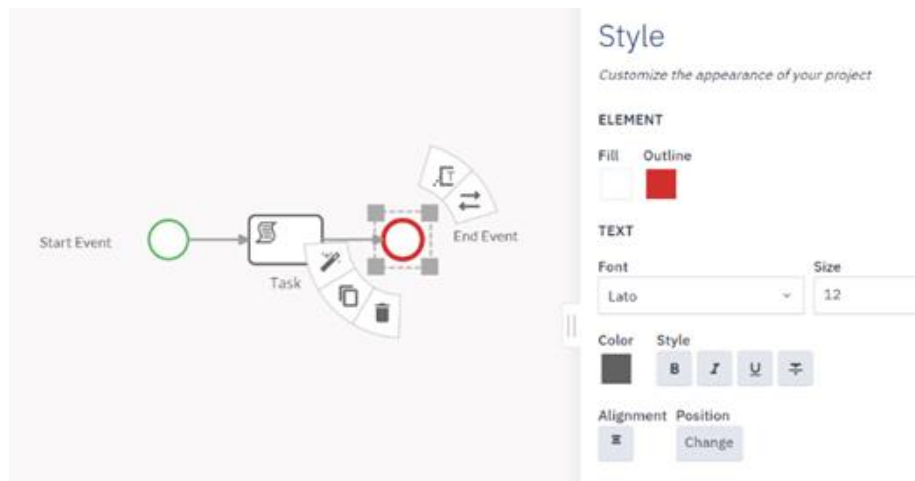 Style
Customize the appearance of your project
ELEMENT
Fill Outline
TEXT
Font Size
Lato 12
Color Style
B I U T
Alignment Position
Change
Start Event
Task
End Event
T